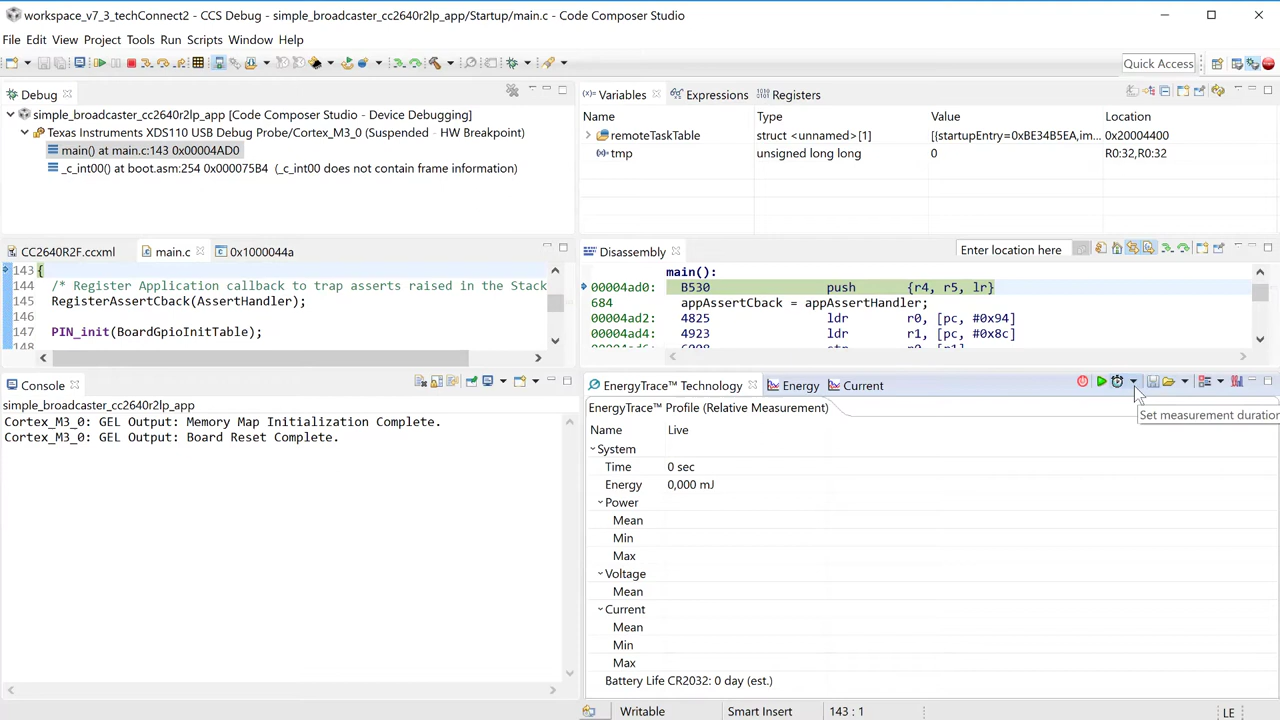 workspace_v7_3_techConnect2 - CCS Debug - simple_broadcaster_cc2640r2lp_app/Startup/main.c - Code Composer Studio
File Edit View Project Tools Run Scripts Window Help
Quick Access
Debug
simple_broadcaster_cc2640r2lp_app [Code Composer Studio - Device Debugging]
Texas Instruments XDS110 USB Debug Probe/Cortex_M3_0 (Suspended - HW Breakpoint)
main() at main.c:143 0x00004AD0
_c_int00() at boot.asm:254 0x000075B4 (_c_int00 does not contain frame information)
(x)= Variables Expressions Registers
Name Type Value Location
remoteTaskTable struct <unnamed>[1] [{startupEntry=0xBE34B5EA,im... 0x20004400
tmp unsigned long long 0 R0:32,R0:32
CC2640R2F.ccxml main.c 0x1000044a
143 {
144 /* Register Application callback to trap asserts raised in the Stack
145 RegisterAssertCback(AssertHandler);
146
147 PIN_init(BoardGpioInitTable);
148
Disassembly
Enter location here
main():
00004ad0: B530 push {r4, r5, lr}
684 appAssertCback = appAssertHandler;
00004ad2: 4825 ldr r0, [pc, #0x94]
00004ad4: 4923 ldr r1, [pc, #0x8c]
00004ad6: 6008 str r0, [r1]
Console
simple_broadcaster_cc2640r2lp_app
Cortex_M3_0: GEL Output: Memory Map Initialization Complete.
Cortex_M3_0: GEL Output: Board Reset Complete.
EnergyTrace™ Technology Energy Current
Set measurement duration
EnergyTrace™ Profile (Relative Measurement)
Name Live
System
Time 0 sec
Energy 0,000 mJ
Power
Mean
Min
Max
Voltage
Mean
Current
Mean
Min
Max
Battery Life CR2032: 0 day (est.)
Writable Smart Insert 143 : 1 LE